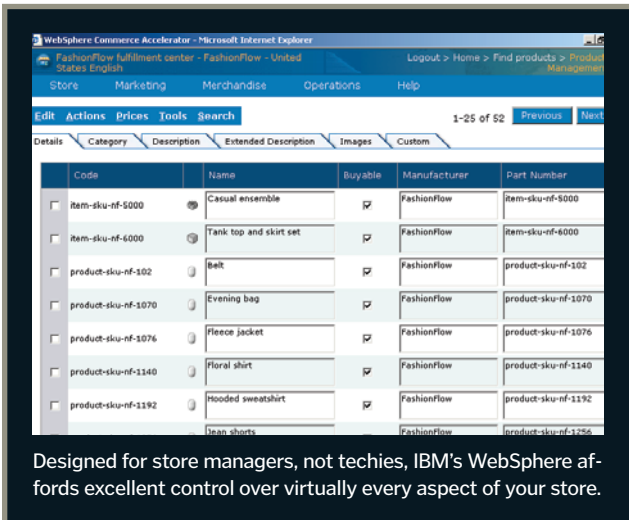 WebSphere Commerce Accelerator - Microsoft Internet Explorer
FashionFlow fulfillment center - FashionFlow - United States English
Logout > Home > Find products > Product Management
Store Marketing Merchandise Operations Help
Edit Actions Prices Tools Search 1-25 of 52 Previous Next
Details Category Description Extended Description Images Custom
Code Name Buyable Manufacturer Part Number
item-sku-nf-5000 Casual ensemble FashionFlow item-sku-nf-5000
item-sku-nf-6000 Tank top and skirt set FashionFlow item-sku-nf-6000
product-sku-nf-102 Belt FashionFlow product-sku-nf-102
product-sku-nf-1070 Evening bag FashionFlow product-sku-nf-1070
product-sku-nf-1076 Fleece jacket FashionFlow product-sku-nf-1076
product-sku-nf-1140 Floral shirt FashionFlow product-sku-nf-1140
product-sku-nf-1192 Hooded sweatshirt FashionFlow product-sku-nf-1192
Jean shorts FashionFlow product-sku-nf-1256
Designed for store managers, not techies, IBM's WebSphere af-
fords excellent control over virtually every aspect of your store.